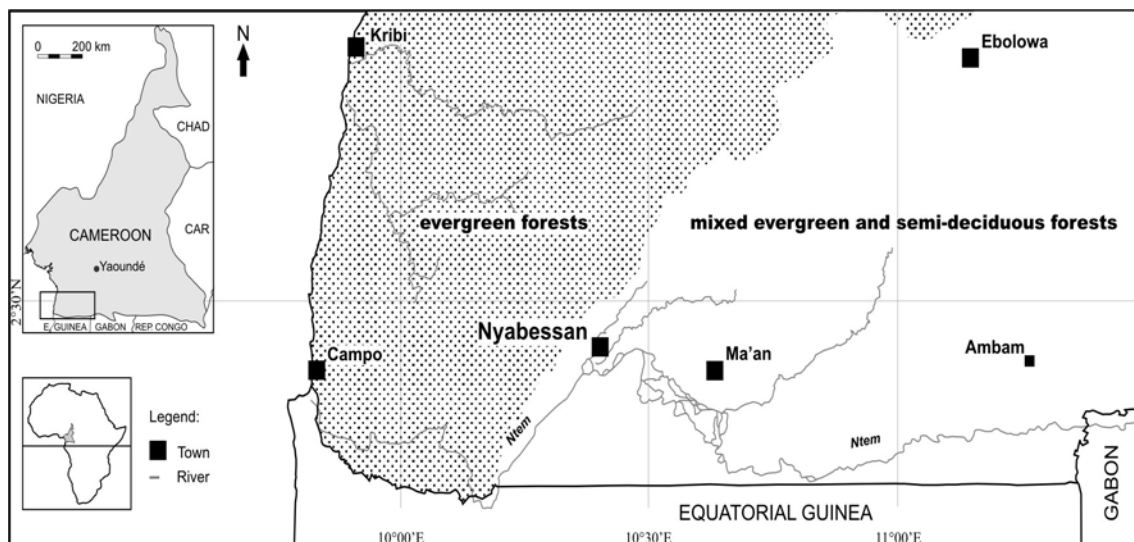 0 200 km
NIGERIA
CHAD
CAR
CAMEROON
Yaoundé
2°30'N
E. GUINEA GABON REP. CONGO
Legend:
Town
River
N
Kribi
Ebolowa
evergreen forests
mixed evergreen and semi-deciduous forests
Nyabessan
Campo
Ma'an
Ambam
Ntem
Ntem
GABON
EQUATORIAL GUINEA
10°00'E
10°30'E
11°00'E